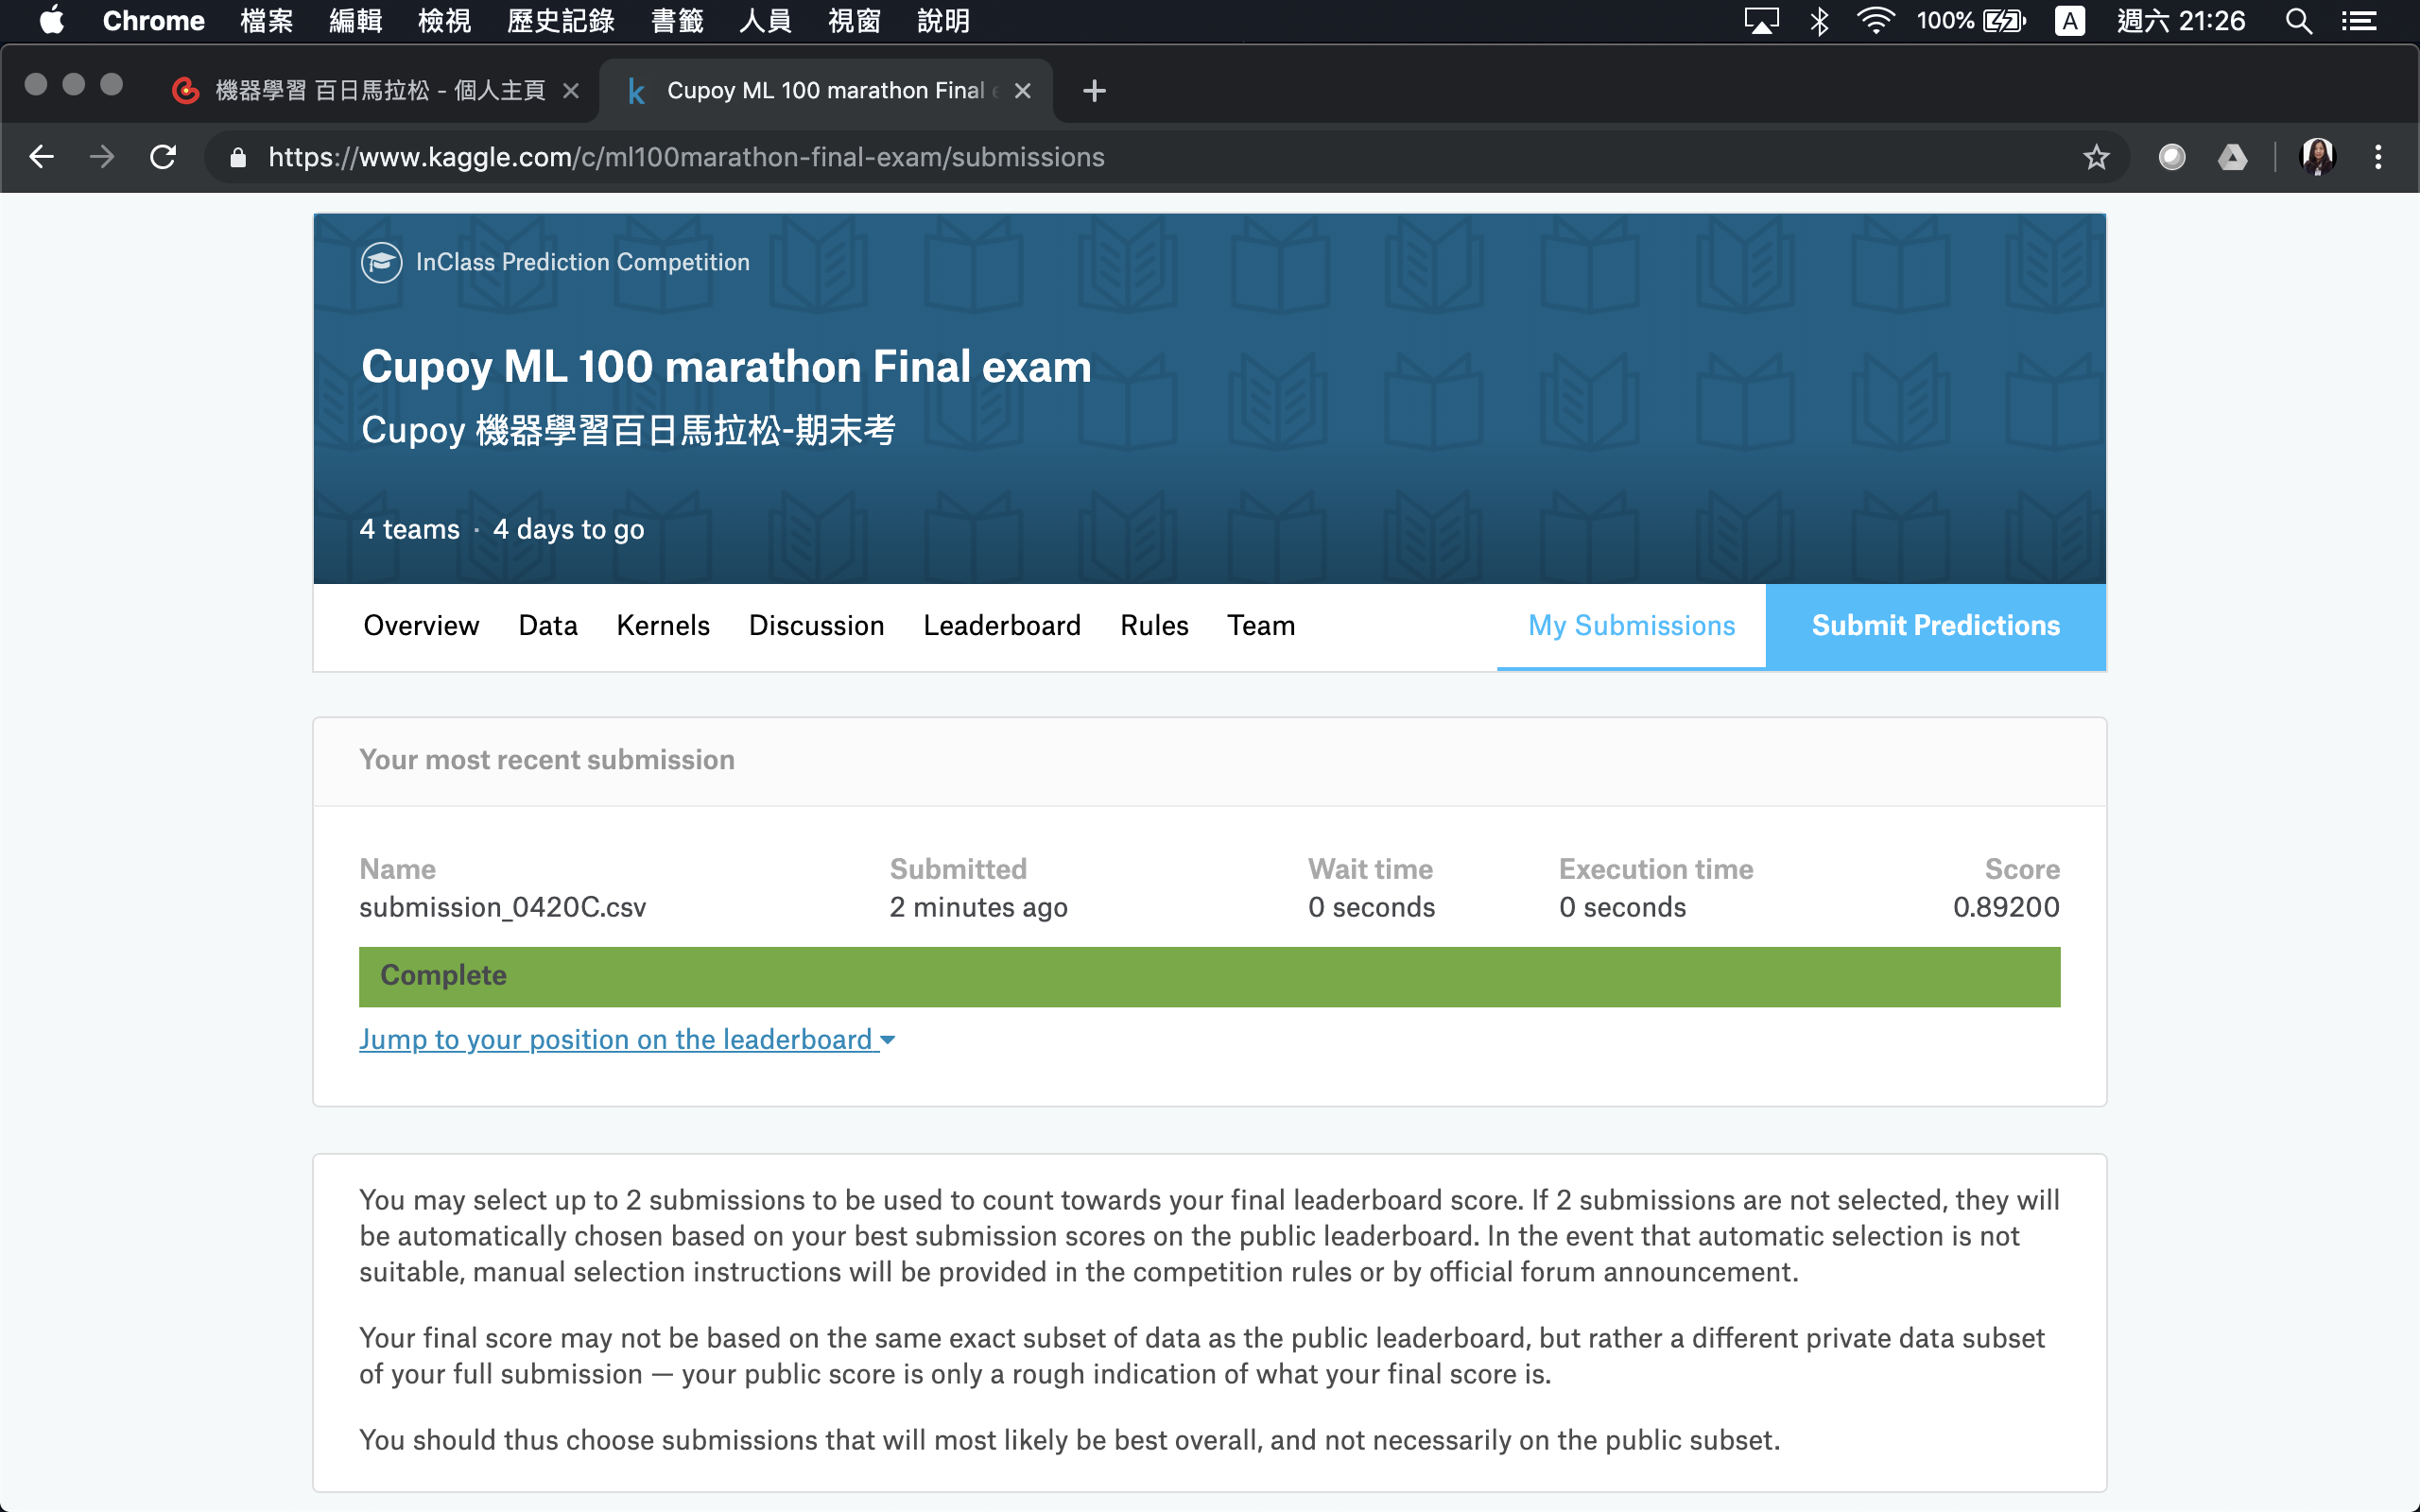 Chrome 檔案 編輯 檢視 歷史記錄 書籤 人員 視窗 說明 100% A 週六 21:26
機器學習 百日馬拉松 - 個人主頁 Cupoy ML 100 marathon Final
https://www.kaggle.com/c/ml100marathon-final-exam/submissions
InClass Prediction Competition
Cupoy ML 100 marathon Final exam
Cupoy 機器學習百日馬拉松-期末考
4 teams · 4 days to go
Overview Data Kernels Discussion Leaderboard Rules Team My Submissions Submit Predictions
Your most recent submission
Name Submitted Wait time Execution time Score
submission_0420C.csv 2 minutes ago 0 seconds 0 seconds 0.89200
Complete
Jump to your position on the leaderboard
You may select up to 2 submissions to be used to count towards your final leaderboard score. If 2 submissions are not selected, they will
be automatically chosen based on your best submission scores on the public leaderboard. In the event that automatic selection is not
suitable, manual selection instructions will be provided in the competition rules or by official forum announcement.
Your final score may not be based on the same exact subset of data as the public leaderboard, but rather a different private data subset
of your full submission — your public score is only a rough indication of what your final score is.
You should thus choose submissions that will most likely be best overall, and not necessarily on the public subset.